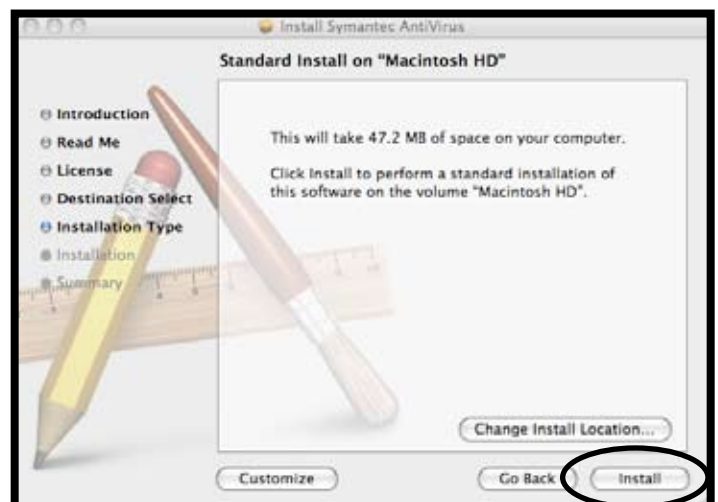 Install Symantec AntiVirus
Standard Install on "Macintosh HD"
Introduction
Read Me
License
Destination Select
Installation Type
Installation
Summary
This will take 47.2 MB of space on your computer.
Click Install to perform a standard installation of
this software on the volume "Macintosh HD".
Change Install Location...
Customize
Go Back
Install